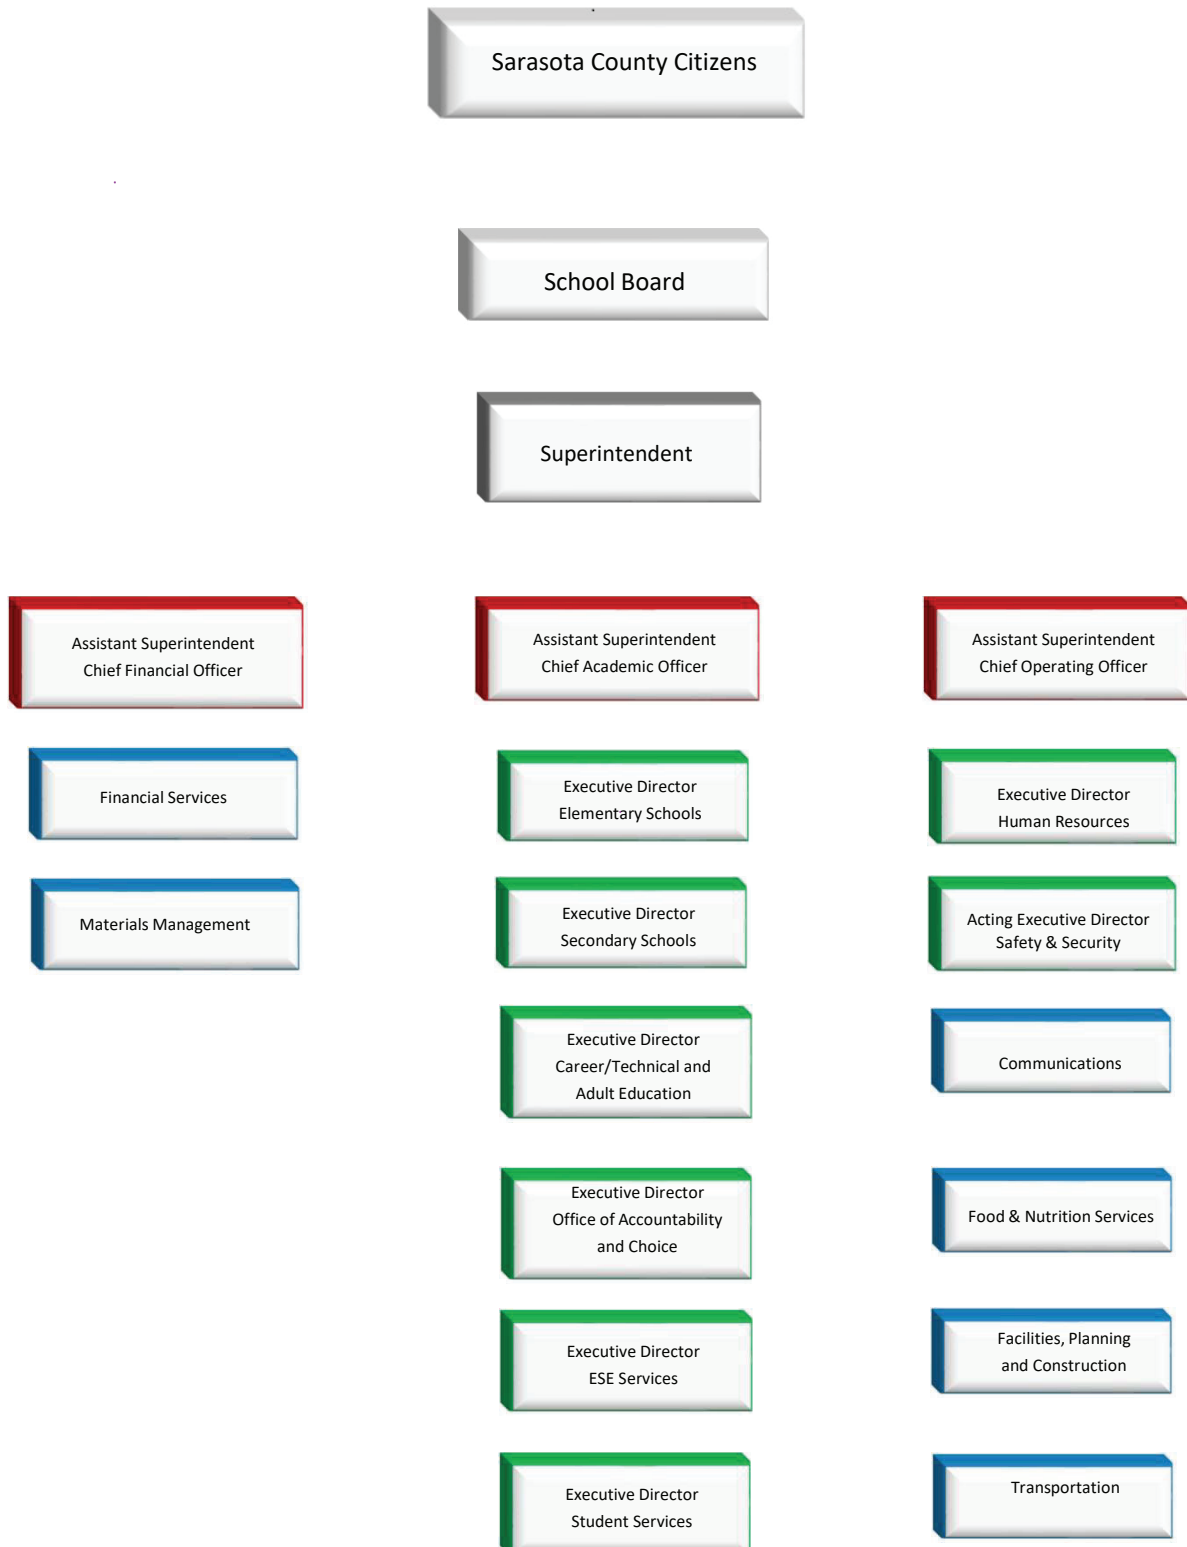 Sarasota County Citizens
School Board
Superintendent
Assistant Superintendent
Chief Financial Officer
Financial Services
Materials Management
Assistant Superintendent
Chief Academic Officer
Executive Director
Elementary Schools
Executive Director
Secondary Schools
Executive Director
Career/Technical and
Adult Education
Executive Director
Office of Accountability
and Choice
Executive Director
ESE Services
Executive Director
Student Services
Assistant Superintendent
Chief Operating Officer
Executive Director
Human Resources
Acting Executive Director
Safety & Security
Communications
Food & Nutrition Services
Facilities, Planning
and Construction
Transportation